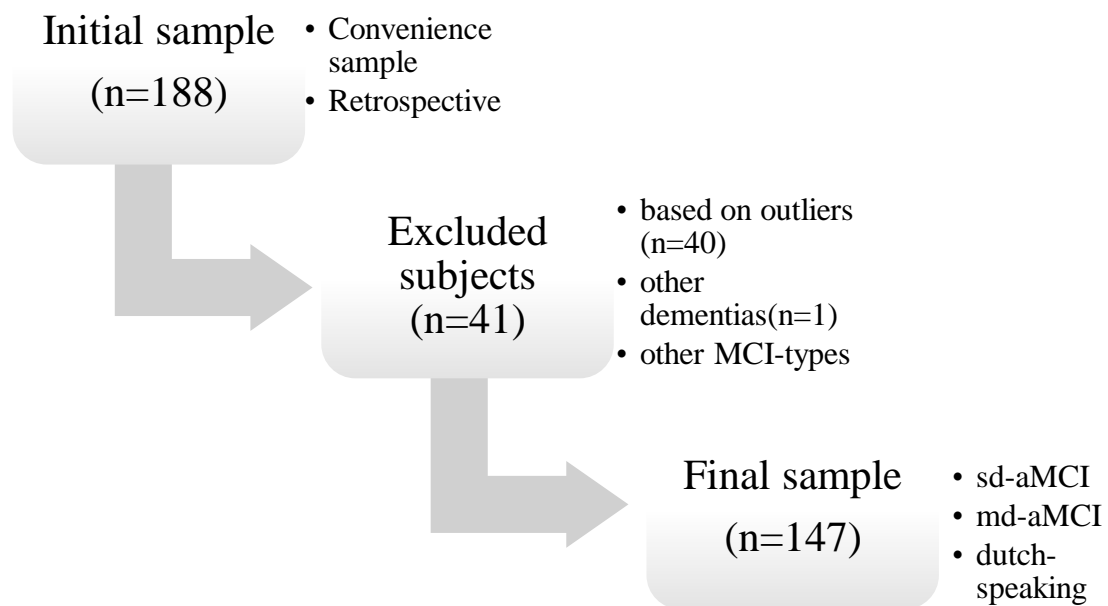 Initial sample
(n=188)
• Convenience
sample
• Retrospective
Excluded
subjects
(n=41)
• based on outliers
(n=40)
• other
dementias(n=1)
• other MCI-types
Final sample
(n=147)
• sd-aMCI
• md-aMCI
• dutch-
speaking